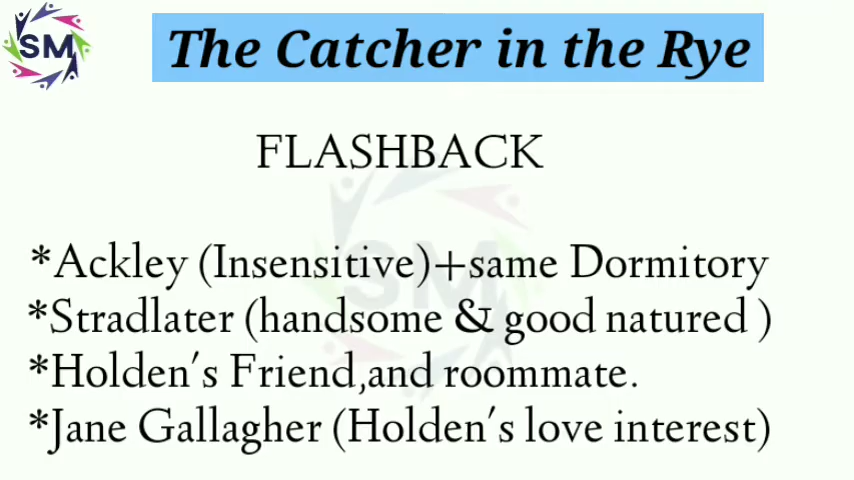 SM
The Catcher in the Rye
FLASHBACK
*Ackley (Insensitive)+same Dormitory
*Stradlater (handsome & good natured )
*Holden's Friend,and roommate.
*Jane Gallagher (Holden's love interest)
SM